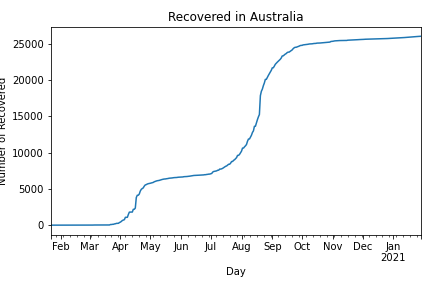 Recovered in Australia
Number of Recovered
25000
20000
15000
10000
5000
0
Feb Mar Apr May Jun Jul Aug Sep Oct Nov Dec Jan
2021
Day